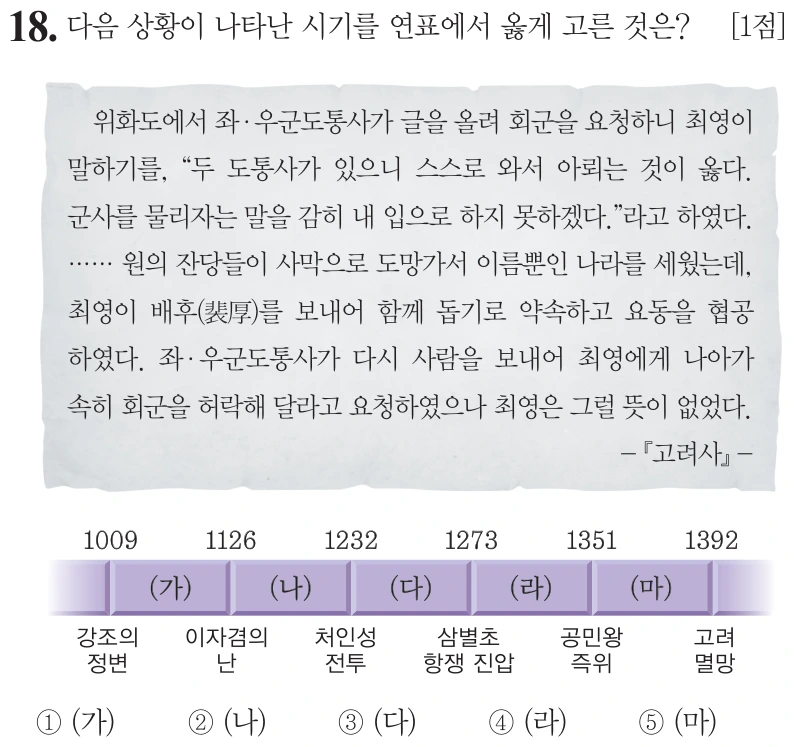 18. 다음 상황이 나타난 시기를 연표에서 옳게 고른 것은? [1점]
위화도에서 좌·우군도통사가 글을 올려 회군을 요청하니 최영이
말하기를, “두 도통사가 있으니 스스로 와서 아뢰는 것이 옳다.
군사를 물리자는 말을 감히 내 입으로 하지 못하겠다.”라고 하였다.
…… 원의 잔당들이 사막으로 도망가서 이름뿐인 나라를 세웠는데,
최영이 배후(裴厚)를 보내어 함께 돕기로 약속하고 요동을 협공
하였다. 좌·우군도통사가 다시 사람을 보내어 최영에게 나아가
속히 회군을 허락해 달라고 요청하였으나 최영은 그럴 뜻이 없었다.
－『고려사』－
1009 1126 1232 1273 1351 1392
(가) (나) (다) (라) (마)
강조의 이자겸의 처인성 삼별초 공민왕 고려
정변 난 전투 항쟁 진압 즉위 멸망
① (가) ② (나) ③ (다) ④ (라) ⑤ (마)